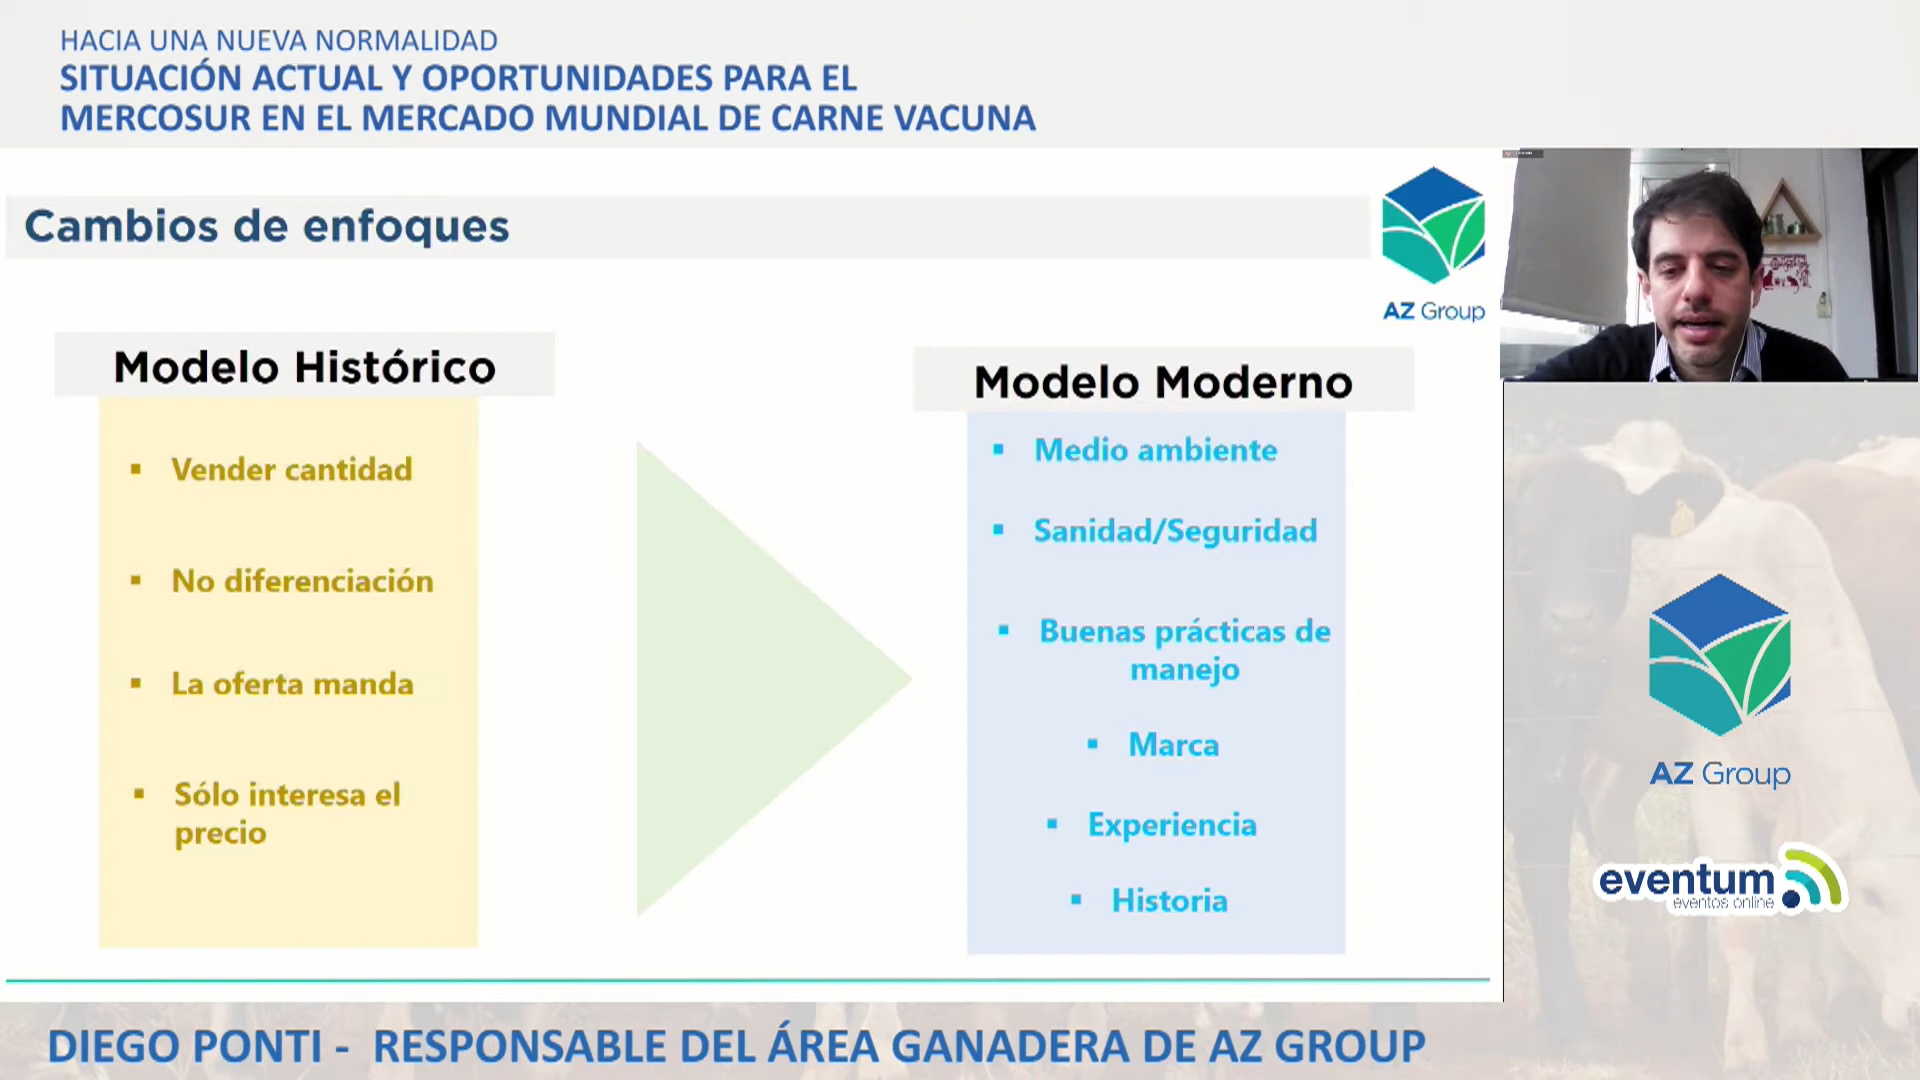 HACIA UNA NUEVA NORMALIDAD
SITUACIÓN ACTUAL Y OPORTUNIDADES PARA EL
MERCOSUR EN EL MERCADO MUNDIAL DE CARNE VACUNA
Cambios de enfoques
AZ Group
Modelo Histórico
▪ Vender cantidad
▪ No diferenciación
▪ La oferta manda
▪ Sólo interesa el
precio
Modelo Moderno
▪ Medio ambiente
▪ Sanidad/Seguridad
▪ Buenas prácticas de
manejo
▪ Marca
▪ Experiencia
▪ Historia
AZ Group
eventum
eventos online
DIEGO PONTI - RESPONSABLE DEL ÁREA GANADERA DE AZ GROUP